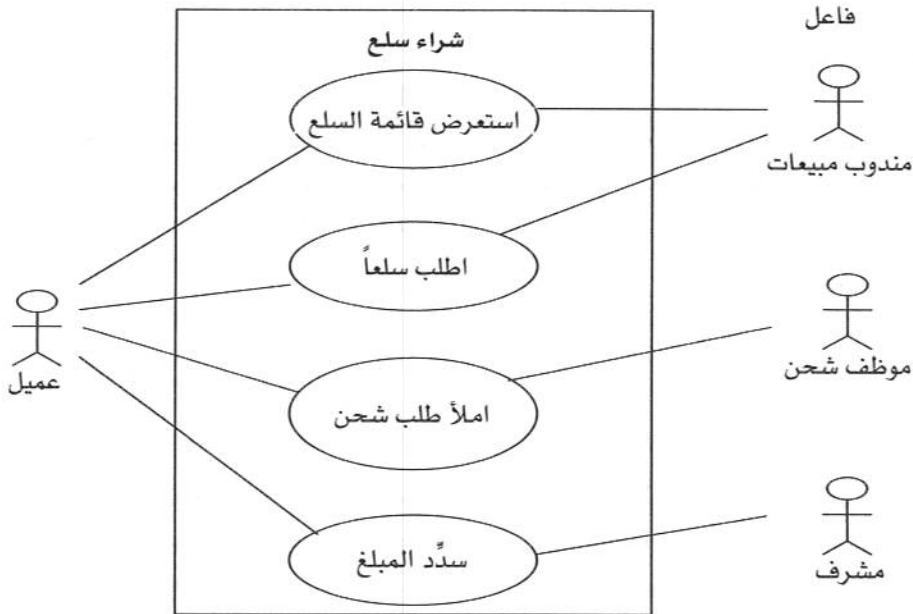 فاعل
شراء سلع
استعرض قائمة السلع
مندوب مبيعات
اطلب سلعاً
موظف شحن
عميل
املأ طلب شحن
سدِّد المبلغ
مشرف